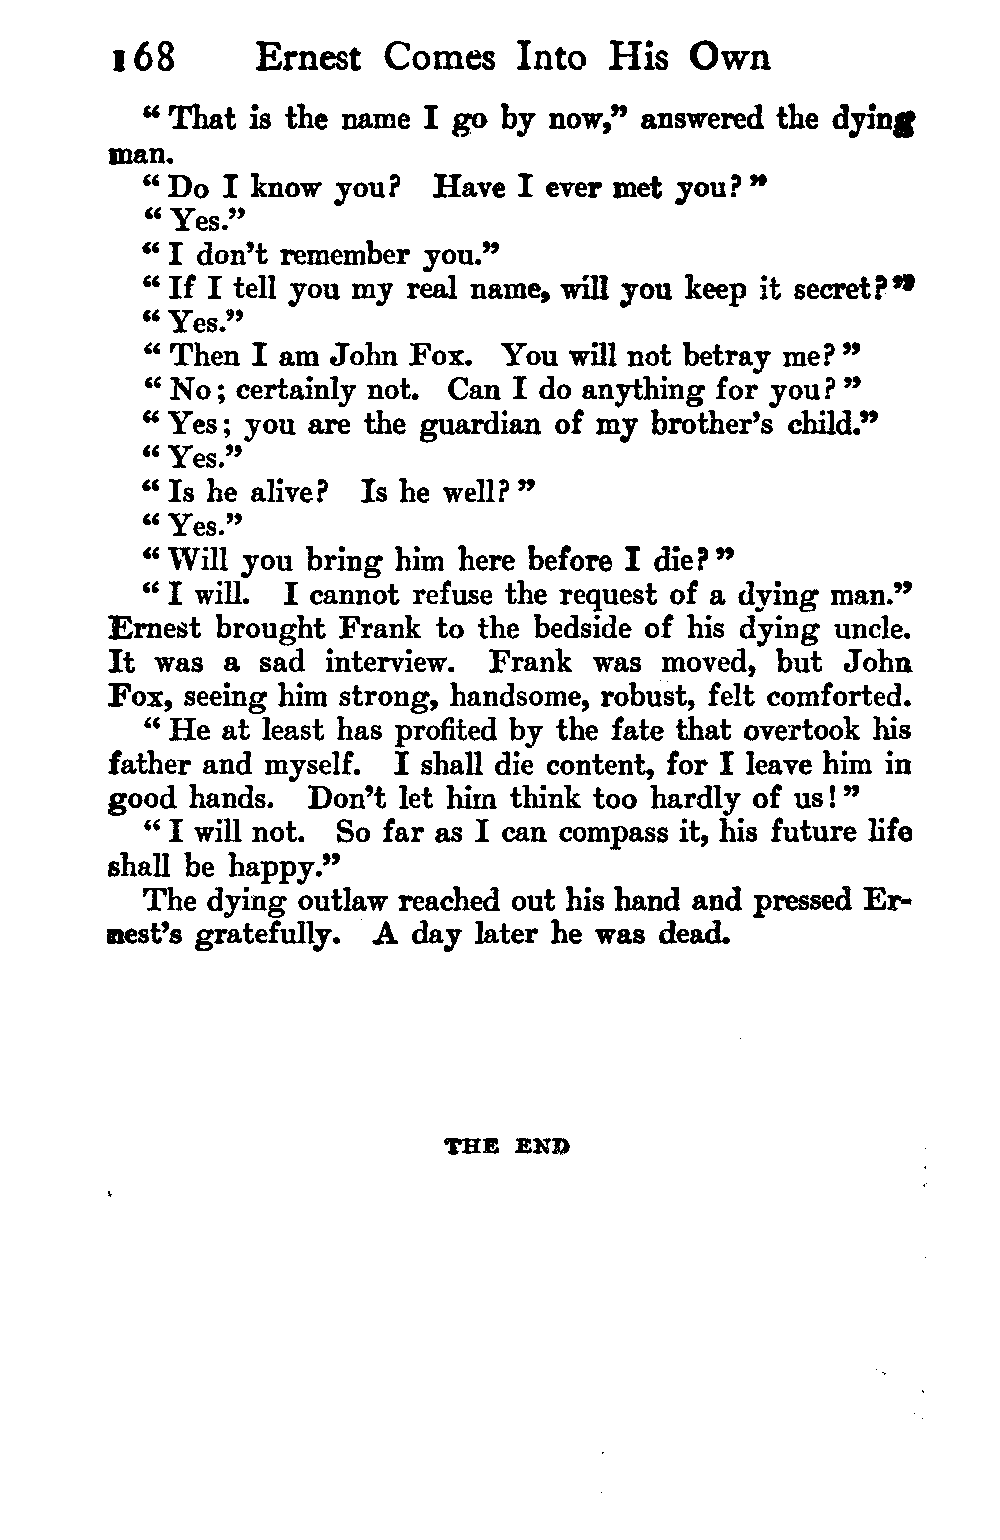 168 Ernest Comes Into His Own
“ That is the name I go by now,” answered the dying
man.
“ Do I know you? Have I ever met you? ”
“ Yes.”
“ I don’t remember you.”
“ If I tell you my real name, will you keep it secret? ”
“ Yes.”
“ Then I am John Fox. You will not betray me? ”
“ No; certainly not. Can I do anything for you? ”
“ Yes; you are the guardian of my brother’s child.”
“ Yes.”
“ Is he alive? Is he well? ”
“ Yes.”
“ Will you bring him here before I die? ”
“ I will. I cannot refuse the request of a dying man.”
Ernest brought Frank to the bedside of his dying uncle.
It was a sad interview. Frank was moved, but John
Fox, seeing him strong, handsome, robust, felt comforted.
“ He at least has profited by the fate that overtook his
father and myself. I shall die content, for I leave him in
good hands. Don’t let him think too hardly of us! ”
“ I will not. So far as I can compass it, his future life
shall be happy.”
The dying outlaw reached out his hand and pressed Er-
nest’s gratefully. A day later he was dead.
THE END